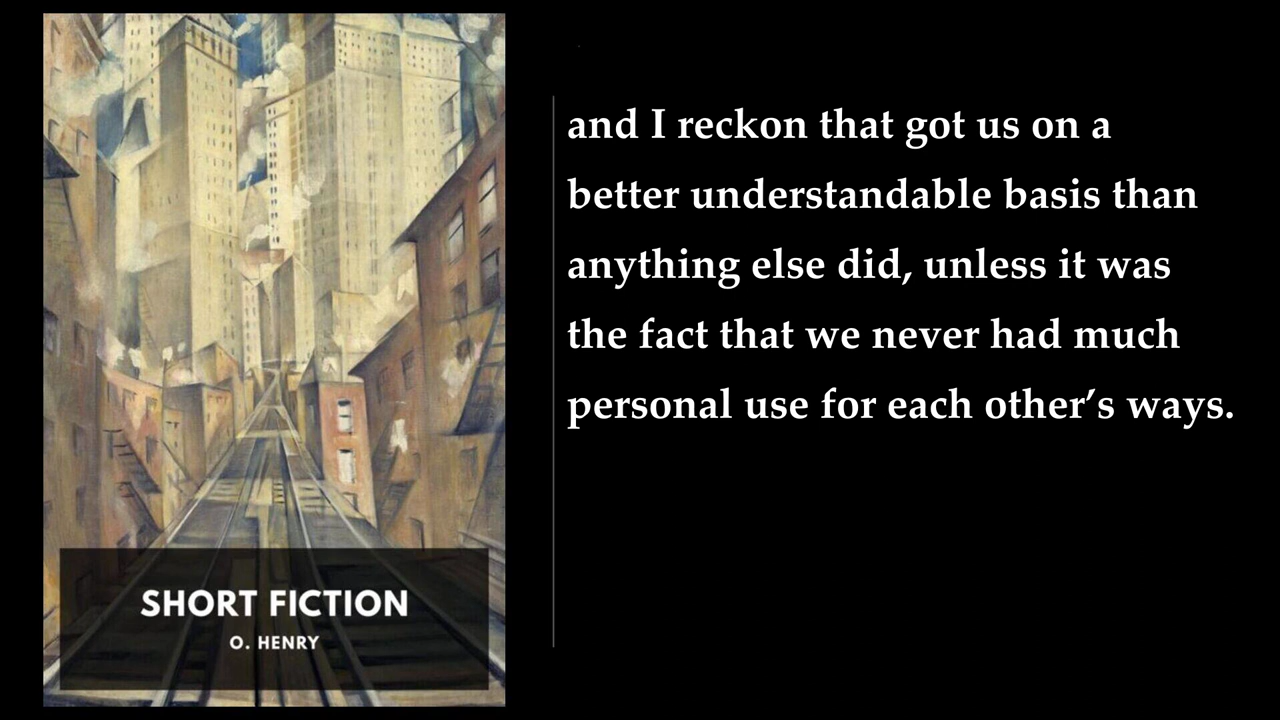 and I reckon that got us on a
better understandable basis than
anything else did, unless it was
the fact that we never had much
personal use for each other’s ways.
SHORT FICTION
O. HENRY